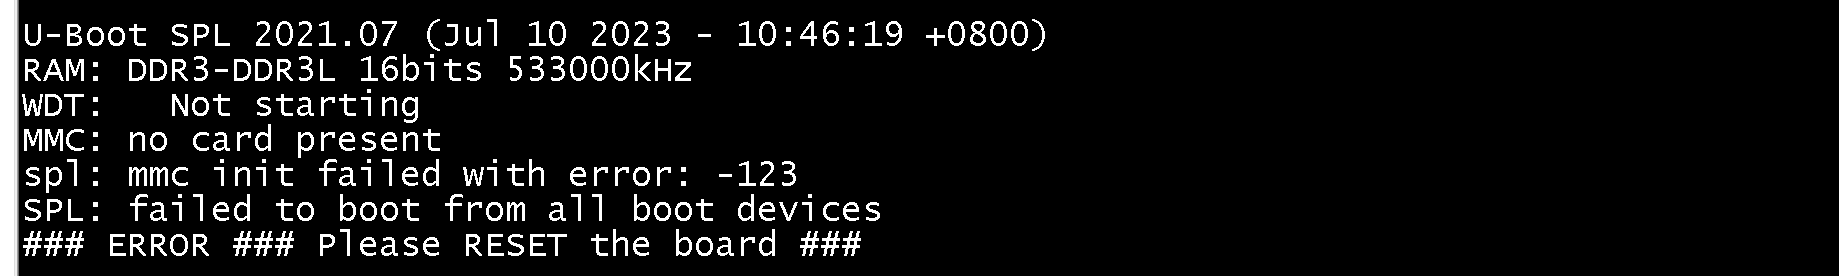 U-Boot SPL 2021.07 (Jul 10 2023 - 10:46:19 +0800)
RAM: DDR3-DDR3L 16bits 533000kHz
WDT:   Not starting
MMC: no card present
spl: mmc init failed with error: -123
SPL: failed to boot from all boot devices
### ERROR ### Please RESET the board ###